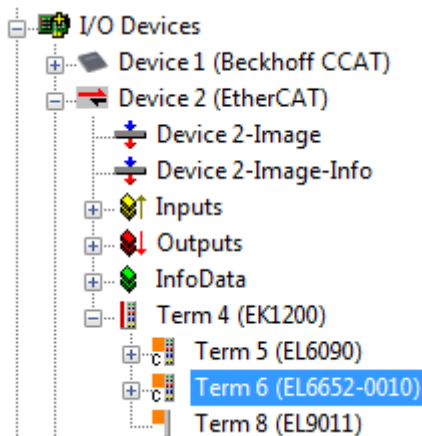 I/O Devices
Device 1 (Beckhoff CCAT)
Device 2 (EtherCAT)
Device 2-Image
Device 2-Image-Info
Inputs
Outputs
InfoData
Term 4 (EK1200)
Term 5 (EL6090)
Term 6 (EL6652-0010)
Term 8 (EL9011)